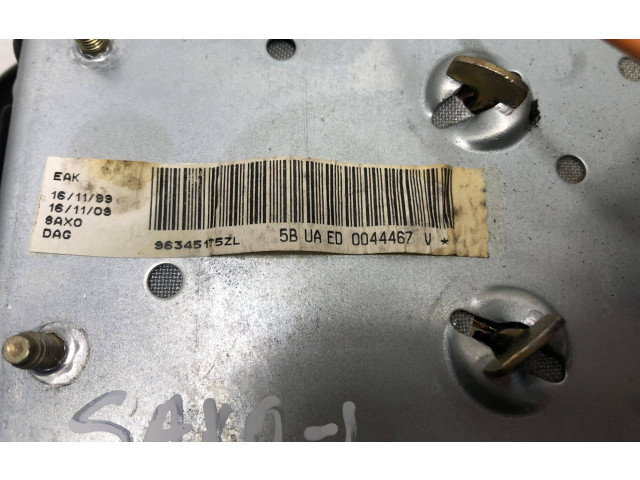 EAK
16/11/99
16/11/09
SAXO
DAG
96345175ZL
5B UA ED 0044467 V *
SAXO-1